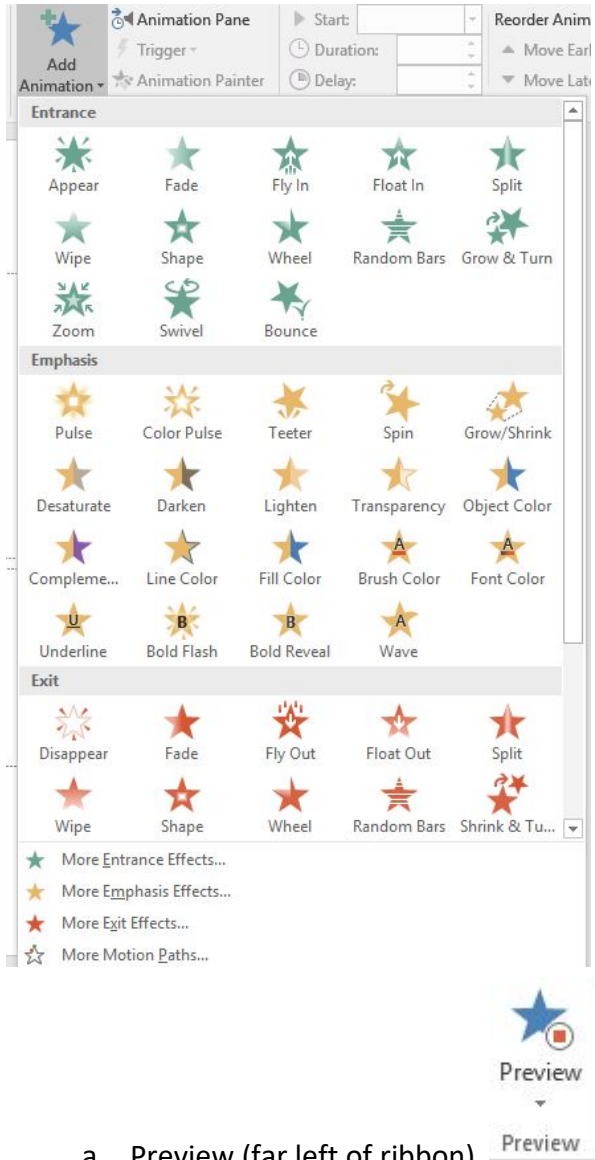 Animation Pane Start: Reorder Anim
Add Trigger Duration: Move Earl
Animation Animation Painter Delay: Move Late
Entrance
Appear Fade Fly In Float In Split
Wipe Shape Wheel Random Bars Grow & Turn
Zoom Swivel Bounce
Emphasis
Pulse Color Pulse Teeter Spin Grow/Shrink
Desaturate Darken Lighten Transparency Object Color
Compleme... Line Color Fill Color Brush Color Font Color
Underline Bold Flash Bold Reveal Wave
Exit
Disappear Fade Fly Out Float Out Split
Wipe Shape Wheel Random Bars Shrink & Tu...
More Entrance Effects...
More Emphasis Effects...
More Exit Effects...
More Motion Paths...
Preview
a. Preview (far left of ribbon) Preview